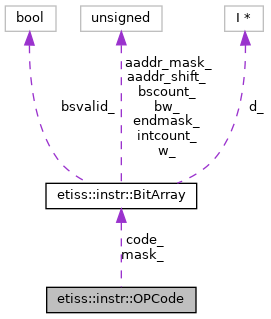 bool
unsigned
I *
aaddr_mask_
aaddr_shift_
bscount_
bw_
endmask_
intcount_
w_
bsvalid_
d_
etiss::instr::BitArray
code_
mask_
etiss::instr::OPCode